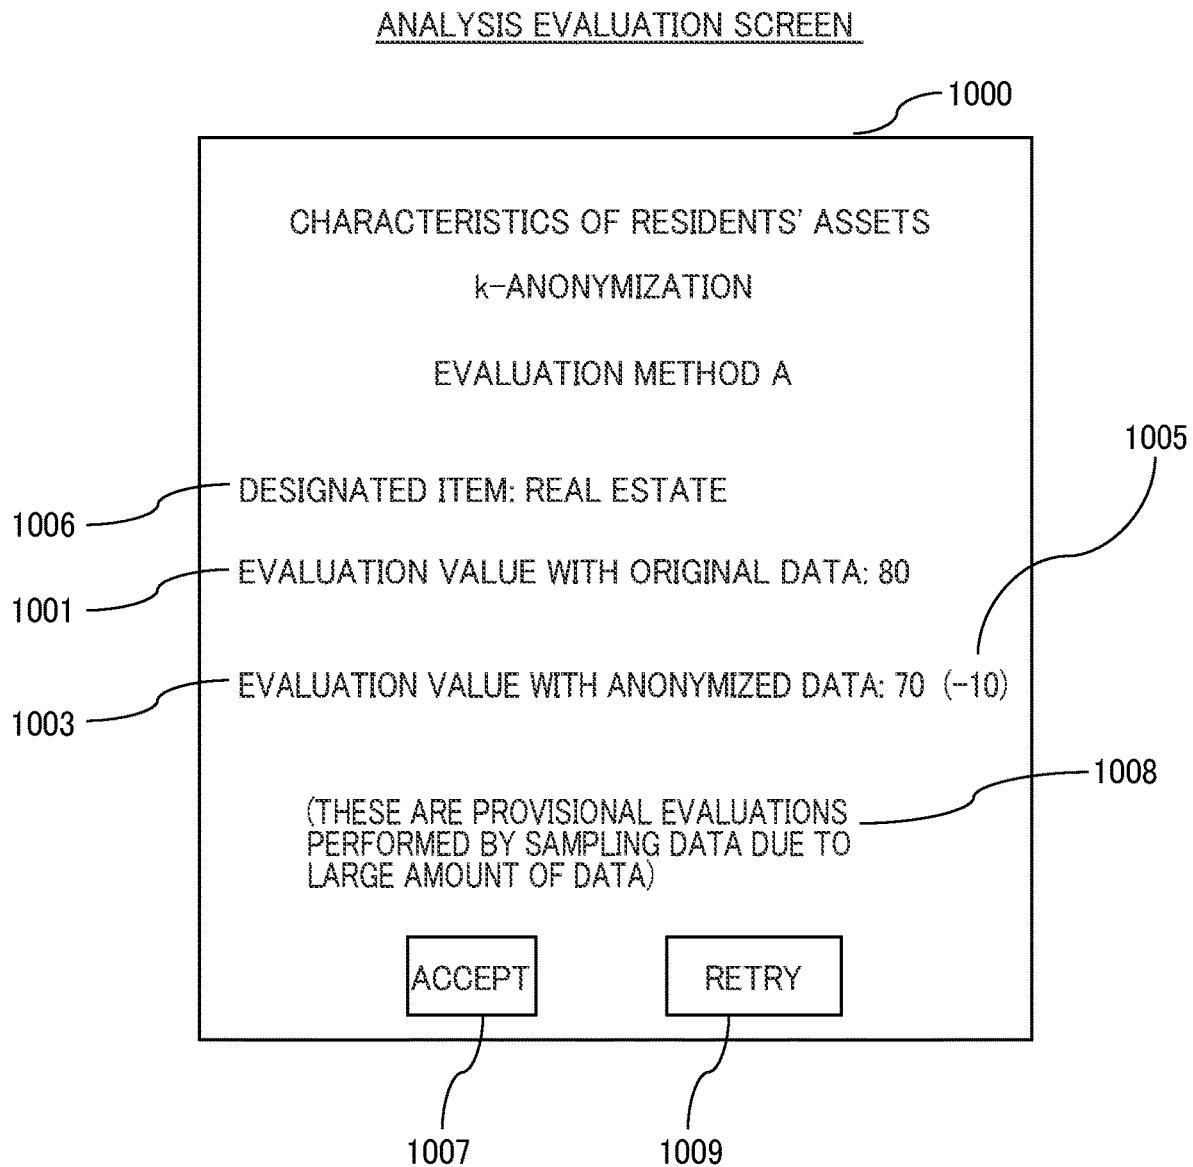 ANALYSIS EVALUATION SCREEN
1000
CHARACTERISTICS OF RESIDENTS' ASSETS
k-ANONYMIZATION
EVALUATION METHOD A
1005
DESIGNATED ITEM: REAL ESTATE
1006
EVALUATION VALUE WITH ORIGINAL DATA: 80
1001
EVALUATION VALUE WITH ANONYMIZED DATA: 70 (-10)
1003
1008
(THESE ARE PROVISIONAL EVALUATIONS
PERFORMED BY SAMPLING DATA DUE TO
LARGE AMOUNT OF DATA)
ACCEPT
RETRY
1007
1009